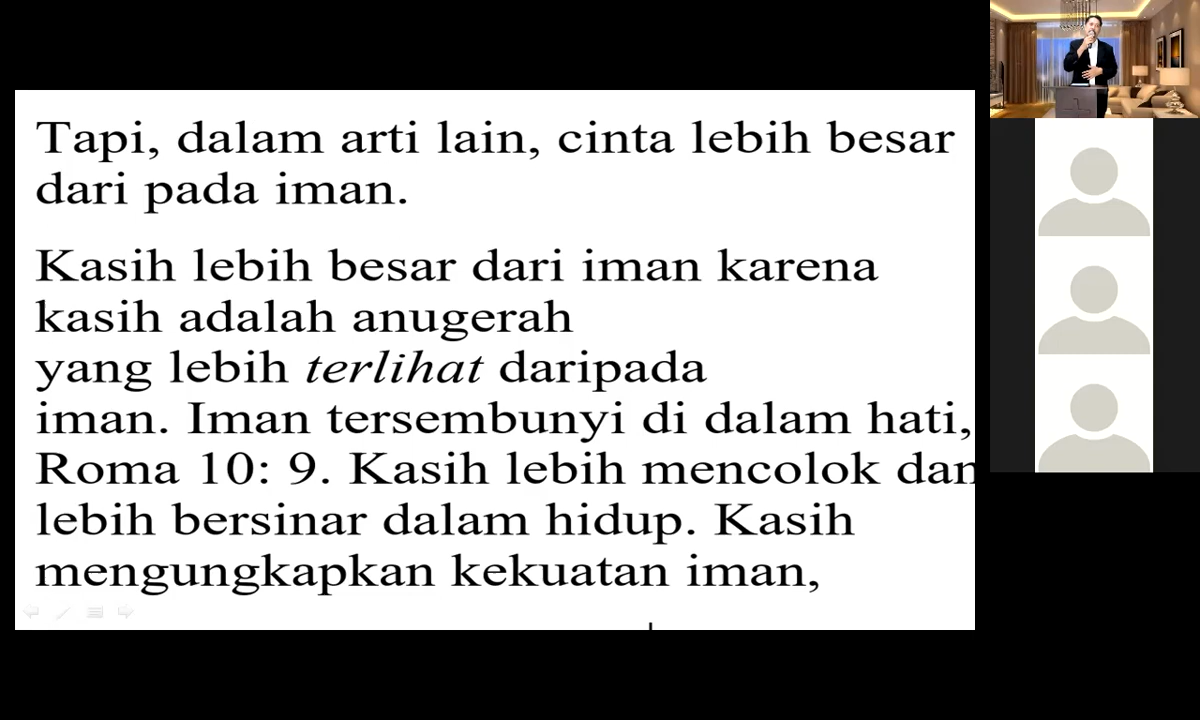 Tapi, dalam arti lain, cinta lebih besar
dari pada iman.
Kasih lebih besar dari iman karena
kasih adalah anugerah
yang lebih terlihat daripada
iman. Iman tersembunyi di dalam hati,
Roma 10: 9. Kasih lebih mencolok dan
lebih bersinar dalam hidup. Kasih
mengungkapkan kekuatan iman,